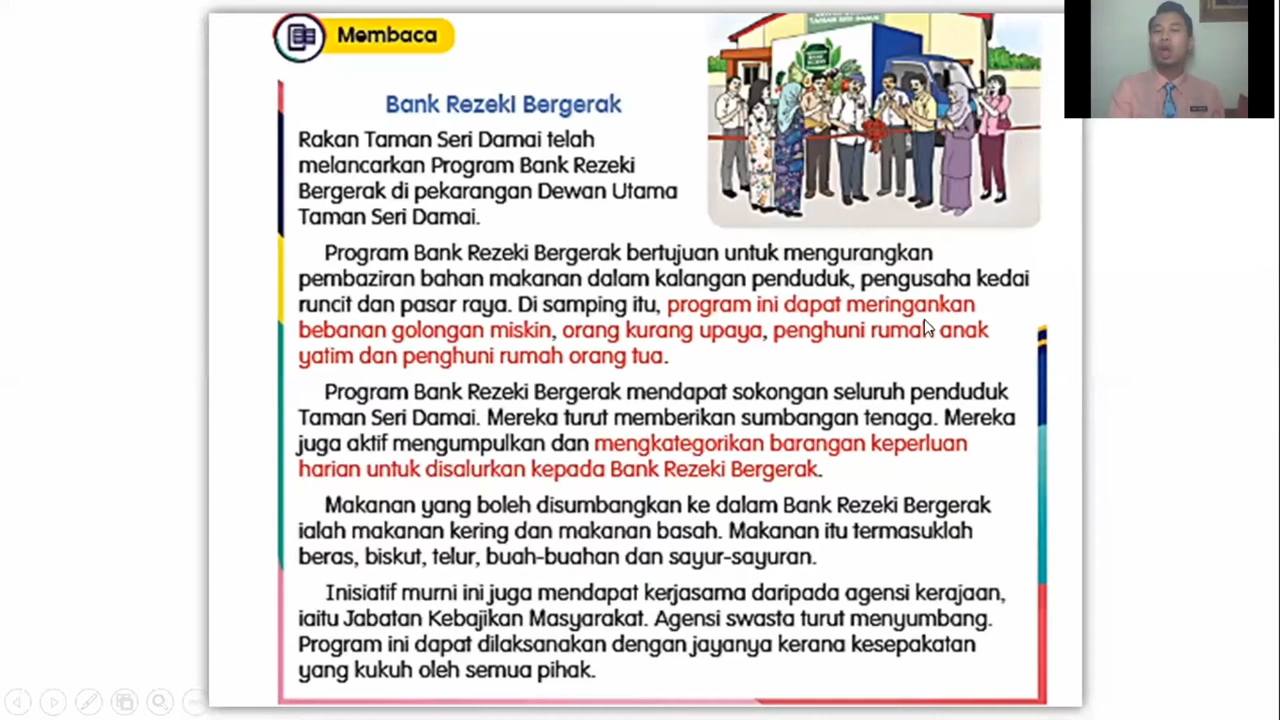 Membaca
TAMAN SERI DAMAI
Bank Rezeki Bergerak
Rakan Taman Seri Damai telah
melancarkan Program Bank Rezeki
Bergerak di pekarangan Dewan Utama
Taman Seri Damai.
Program Bank Rezeki Bergerak bertujuan untuk mengurangkan
pembaziran bahan makanan dalam kalangan penduduk, pengusaha kedai
runcit dan pasar raya. Di samping itu, program ini dapat meringankan
bebanan golongan miskin, orang kurang upaya, penghuni rumah anak
yatim dan penghuni rumah orang tua.
Program Bank Rezeki Bergerak mendapat sokongan seluruh penduduk
Taman Seri Damai. Mereka turut memberikan sumbangan tenaga. Mereka
juga aktif mengumpulkan dan mengkategorikan barangan keperluan
harian untuk disalurkan kepada Bank Rezeki Bergerak.
Makanan yang boleh disumbangkan ke dalam Bank Rezeki Bergerak
ialah makanan kering dan makanan basah. Makanan itu termasuklah
beras, biskut, telur, buah-buahan dan sayur-sayuran.
Inisiatif murni ini juga mendapat kerjasama daripada agensi kerajaan,
iaitu Jabatan Kebajikan Masyarakat. Agensi swasta turut menyumbang.
Program ini dapat dilaksanakan dengan jayanya kerana kesepakatan
yang kukuh oleh semua pihak.